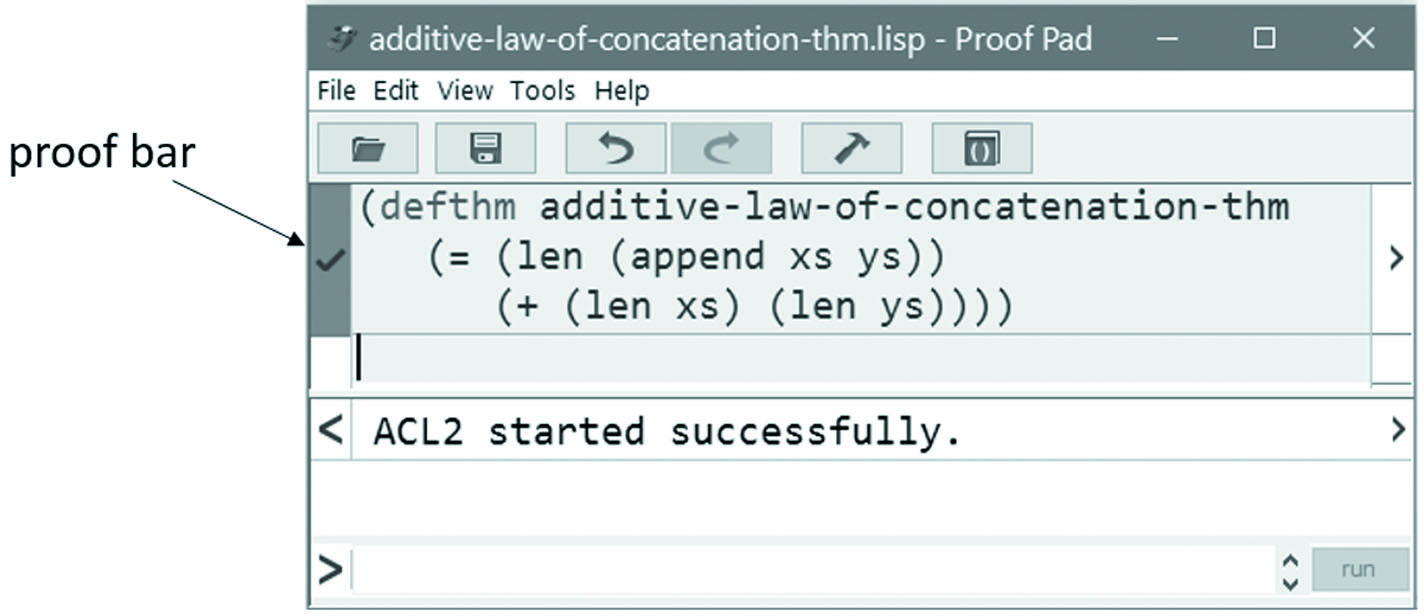 additive-law-of-concatenation-thm.lisp - Proof Pad
File Edit View Tools Help
proof bar
(defthm additive-law-of-concatenation-thm
(= (len (append xs ys))
(+ (len xs) (len ys))))
>
< ACL2 started successfully. >
> run